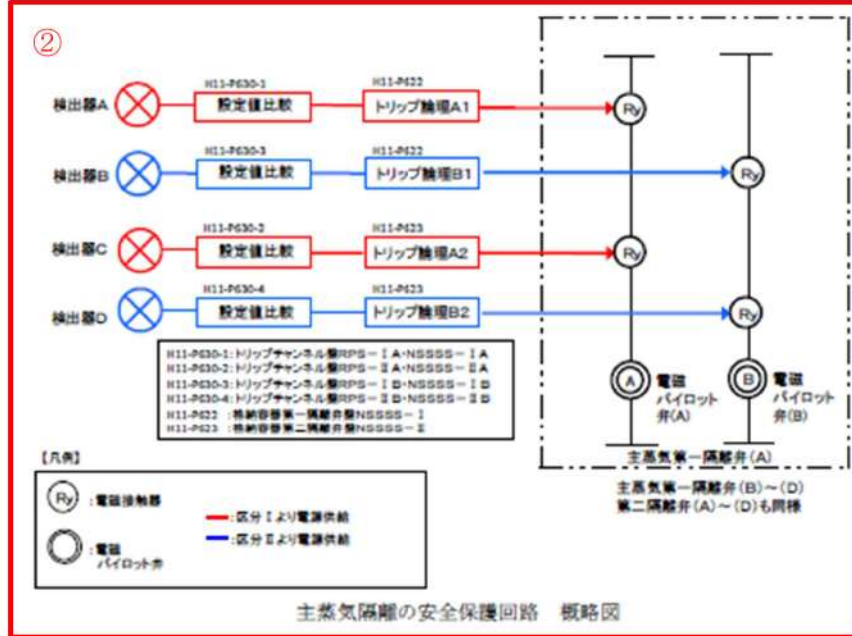 ②
H11-P630-1
H11-P622
検出器A
設定値比較
トリップ論理A1
Ry
H11-P630-3
H11-P622
検出器B
設定値比較
トリップ論理B1
Ry
H11-P630-2
H11-P623
検出器C
設定値比較
トリップ論理A2
Ry
H11-P630-4
H11-P623
検出器D
設定値比較
トリップ論理B2
Ry
H11-P630-1:トリップチャンネル盤RPS-ⅠA・NSSSS-ⅠA
H11-P630-2:トリップチャンネル盤RPS-ⅡA・NSSSS-ⅡA
H11-P630-3:トリップチャンネル盤RPS-ⅠB・NSSSS-ⅠB
H11-P630-4:トリップチャンネル盤RPS-ⅡB・NSSSS-ⅡB
H11-P622 :格納容器第一隔離弁盤NSSSS-Ⅰ
H11-P623 :格納容器第二隔離弁盤NSSSS-Ⅱ
A
電磁
パイロット
弁(A)
B
電磁
パイロット
弁(B)
主蒸気第一隔離弁(A)
主蒸気第一隔離弁(B)~(D)
第二隔離弁(A)~(D)も同様
【凡例】
Ry
:電磁接触器
:電磁
パイロット弁
:区分Ⅰより電源供給
:区分Ⅱより電源供給
主蒸気隔離の安全保護回路 概略図